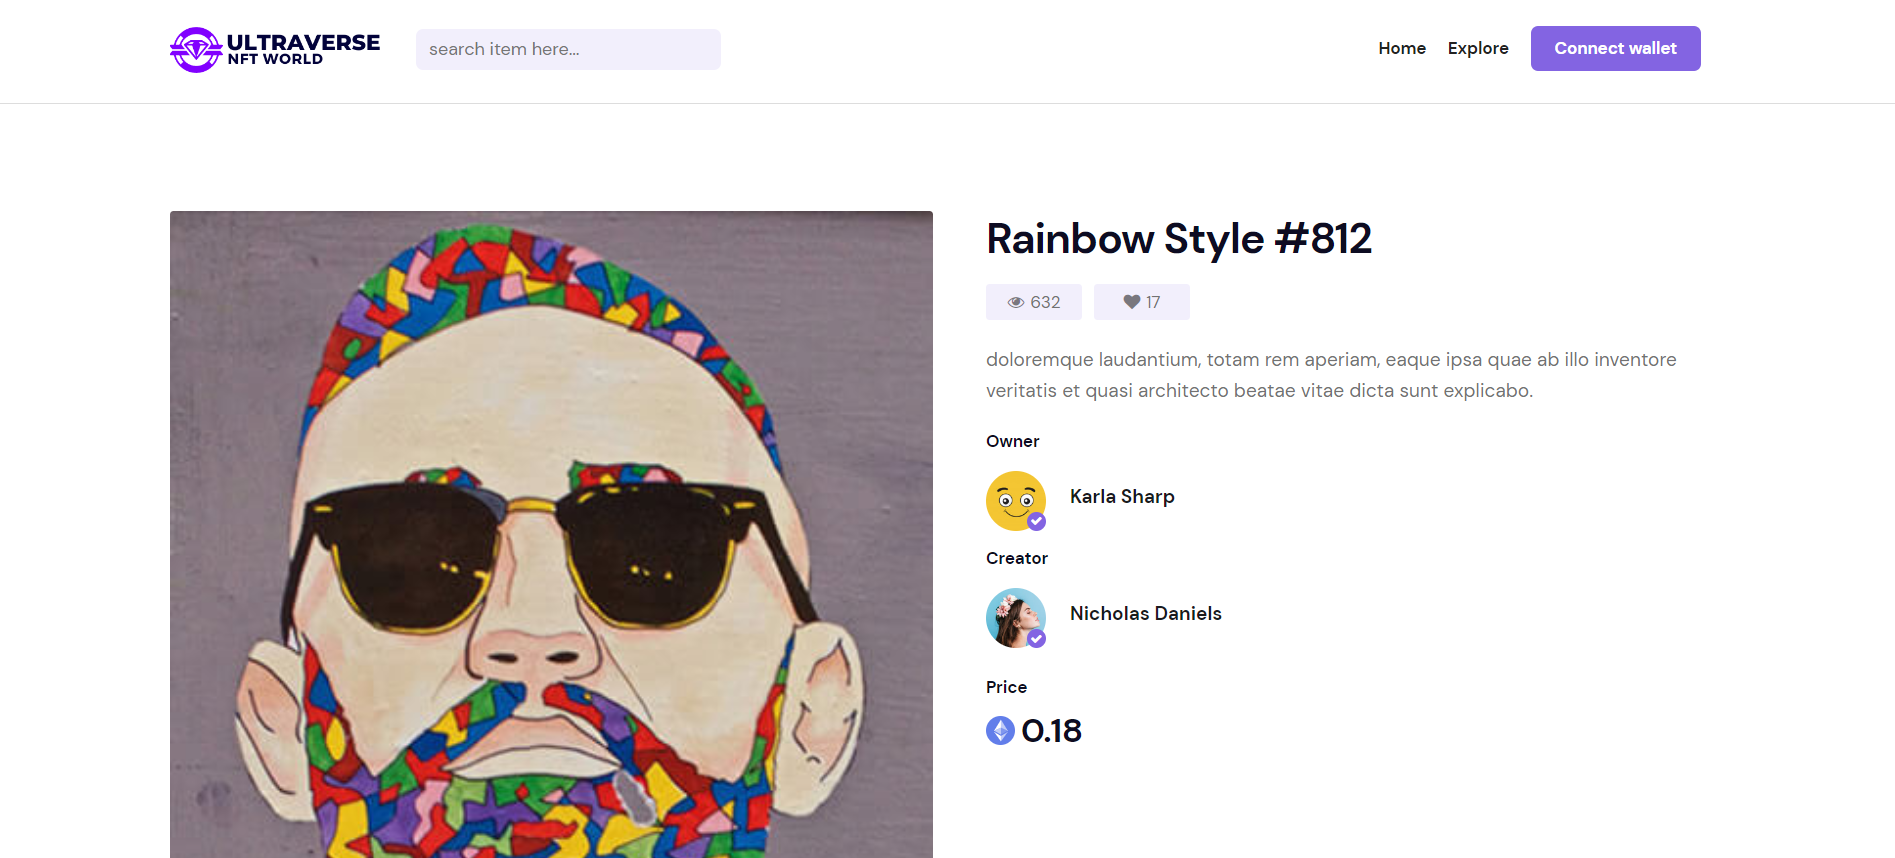 ULTRAVERSE
NFT WORLD
search item here...
Home
Explore
Connect wallet
Rainbow Style #812
632
17
doloremque laudantium, totam rem aperiam, eaque ipsa quae ab illo inventore
veritatis et quasi architecto beatae vitae dicta sunt explicabo.
Owner
Karla Sharp
Creator
Nicholas Daniels
Price
0.18